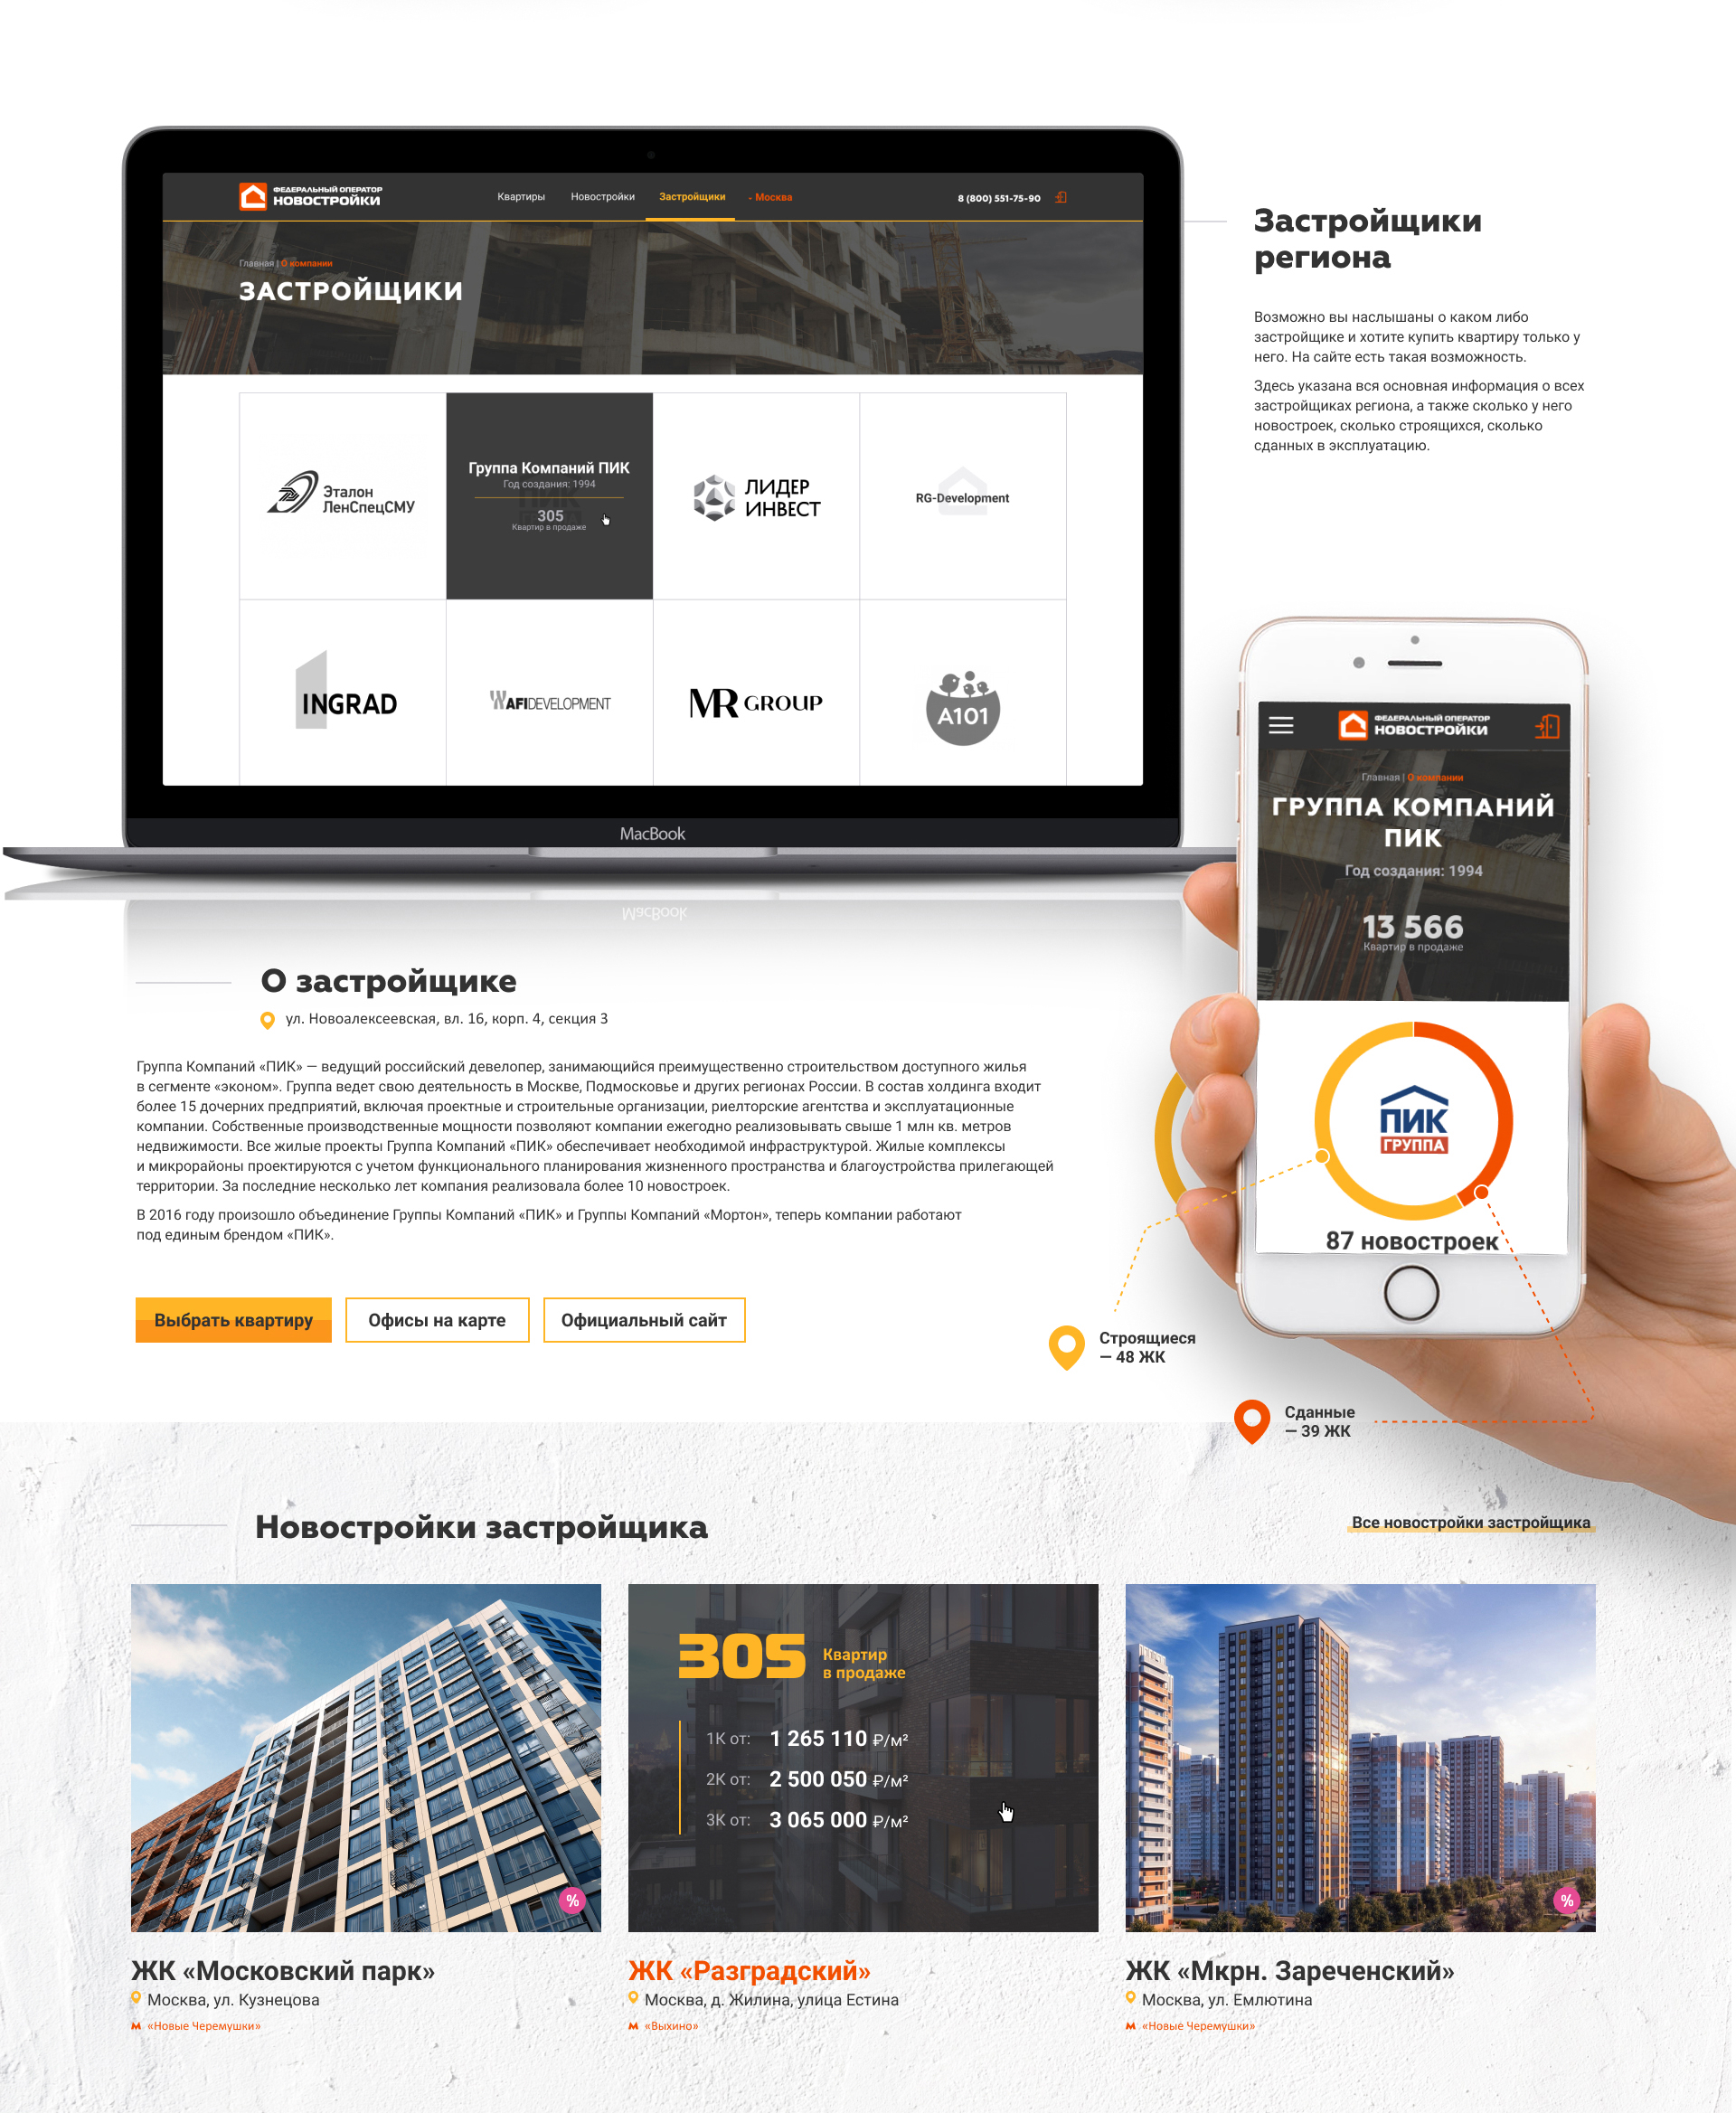 ФЕДЕРАЛЬНЫЙ ОПЕРАТОР
НОВОСТРОЙКИ
Квартиры Новостройки Застройщики Москва
8 (800) 551-75-90
Главная | О компании
ЗАСТРОЙЩИКИ
Эталон
ЛенСпецСМУ
Группа Компаний ПИК
Год создания: 1994
305
Квартир в продаже
ЛИДЕР
ИНВЕСТ
RG-Development
INGRAD
AFIDEVELOPMENT
MR GROUP
А101
MacBook
Застройщики
региона
Возможно вы наслышаны о каком либо
застройщике и хотите купить квартиру только у
него. На сайте есть такая возможность.
Здесь указана вся основная информация о всех
застройщиках региона, а также сколько у него
новостроек, сколько строящихся, сколько
сданных в эксплуатацию.
ФЕДЕРАЛЬНЫЙ ОПЕРАТОР
НОВОСТРОЙКИ
Главная | О компании
ГРУППА КОМПАНИЙ
ПИК
Год создания: 1994
13 566
Квартир в продаже
ПИК
ГРУППА
87 новостроек
Строящиеся
— 48 ЖК
Сданные
— 39 ЖК
О застройщике
ул. Новоалексеевская, вл. 16, корп. 4, секция 3
Группа Компаний «ПИК» — ведущий российский девелопер, занимающийся преимущественно строительством доступного жилья
в сегменте «эконом». Группа ведет свою деятельность в Москве, Подмосковье и других регионах России. В состав холдинга входит
более 15 дочерних предприятий, включая проектные и строительные организации, риелторские агентства и эксплуатационные
компании. Собственные производственные мощности позволяют компании ежегодно реализовывать свыше 1 млн кв. метров
недвижимости. Все жилые проекты Группа Компаний «ПИК» обеспечивает необходимой инфраструктурой. Жилые комплексы
и микрорайоны проектируются с учетом функционального планирования жизненного пространства и благоустройства прилегающей
территории. За последние несколько лет компания реализовала более 10 новостроек.
В 2016 году произошло объединение Группы Компаний «ПИК» и Группы Компаний «Мортон», теперь компании работают
под единым брендом «ПИК».
Выбрать квартиру
Офисы на карте
Официальный сайт
Новостройки застройщика
Все новостройки застройщика
%
305 Квартир
в продаже
1К от: 1 265 110 ₽/м²
2К от: 2 500 050 ₽/м²
3К от: 3 065 000 ₽/м²
%
ЖК «Московский парк»
Москва, ул. Кузнецова
«Новые Черемушки»
ЖК «Разградский»
Москва, д. Жилина, улица Естина
«Выхино»
ЖК «Мкрн. Зареченский»
Москва, ул. Емлютина
«Новые Черемушки»